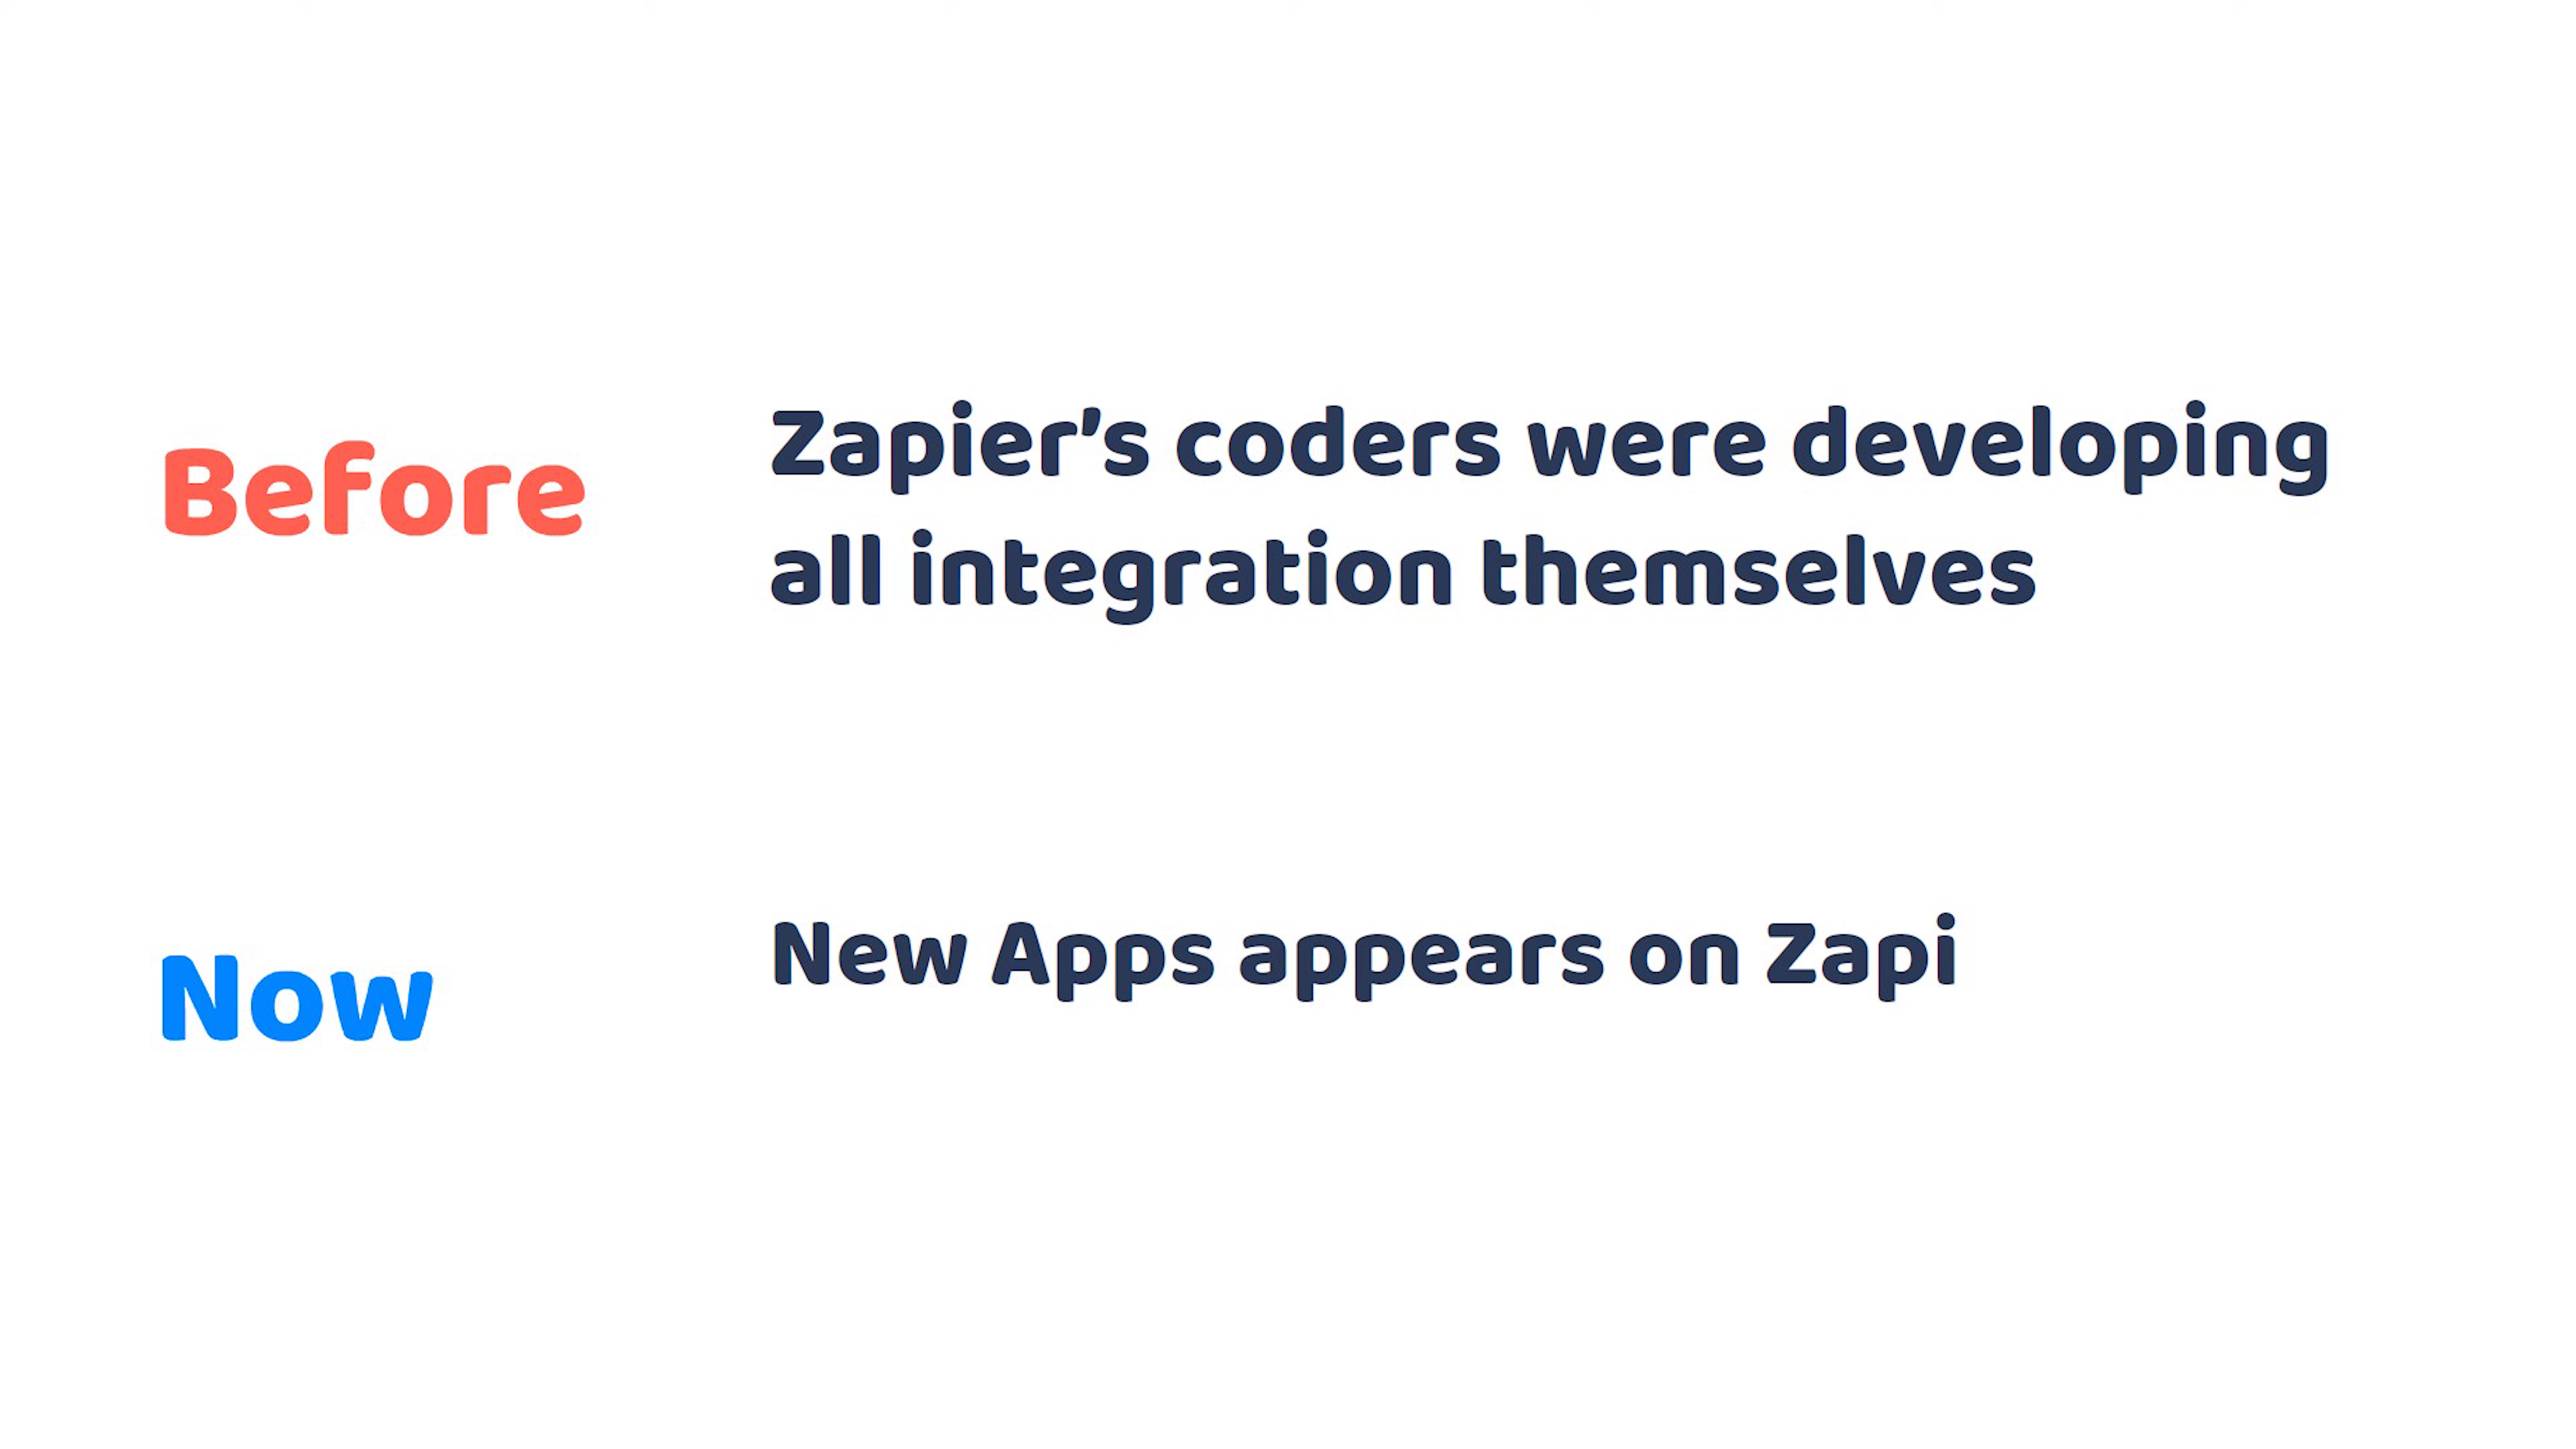 Before
Zapier’s coders were developing
all integration themselves
Now
New Apps appears on Zapi